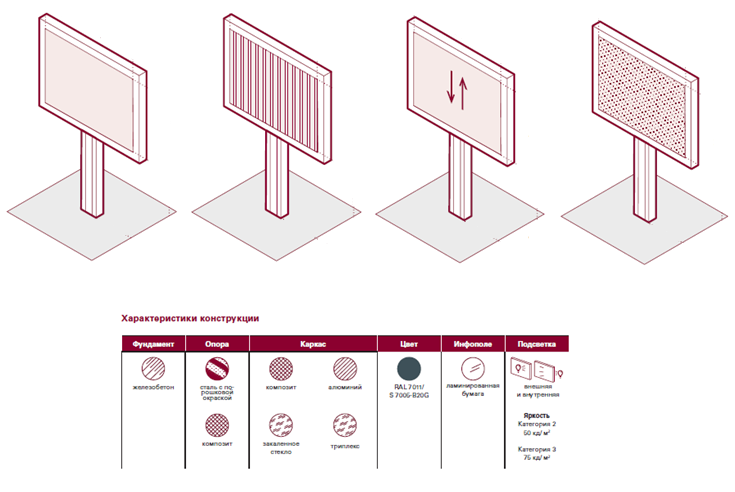 Характеристики конструкции
Фундамент Опора Каркас Цвет Инфополе Подсветка
железобетон
сталь с по-
рошковой
окраской
композит
алюминий
RAL 7011/
S 7005-B20G
ламинированная
бумага
внешняя
и внутренняя
композит
закаленное
стекло
триплекс
Яркость
Категория 2
50 кд/м²
Категория 3
75 кд/м²